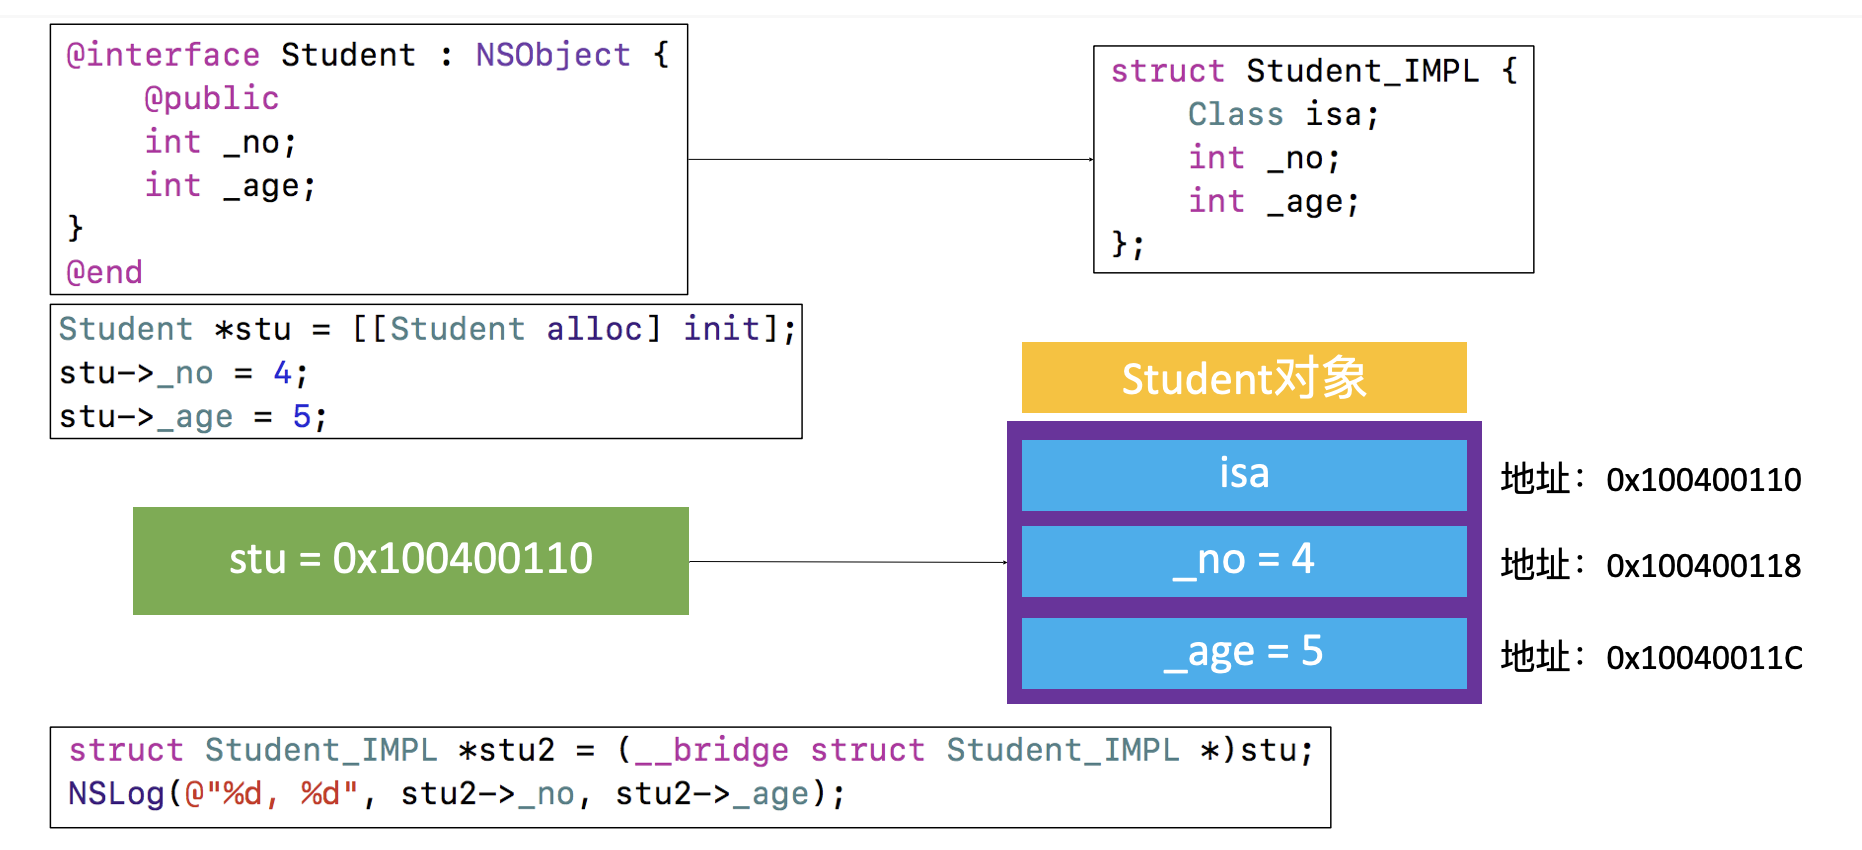 @interface Student : NSObject {
    @public
    int _no;
    int _age;
}
@end
struct Student_IMPL {
    Class isa;
    int _no;
    int _age;
};
Student *stu = [[Student alloc] init];
stu->_no = 4;
stu->_age = 5;
Student对象
isa
地址：0x100400110
stu = 0x100400110
_no = 4
地址：0x100400118
_age = 5
地址：0x10040011C
struct Student_IMPL *stu2 = (__bridge struct Student_IMPL *)stu;
NSLog(@"%d, %d", stu2->_no, stu2->_age);